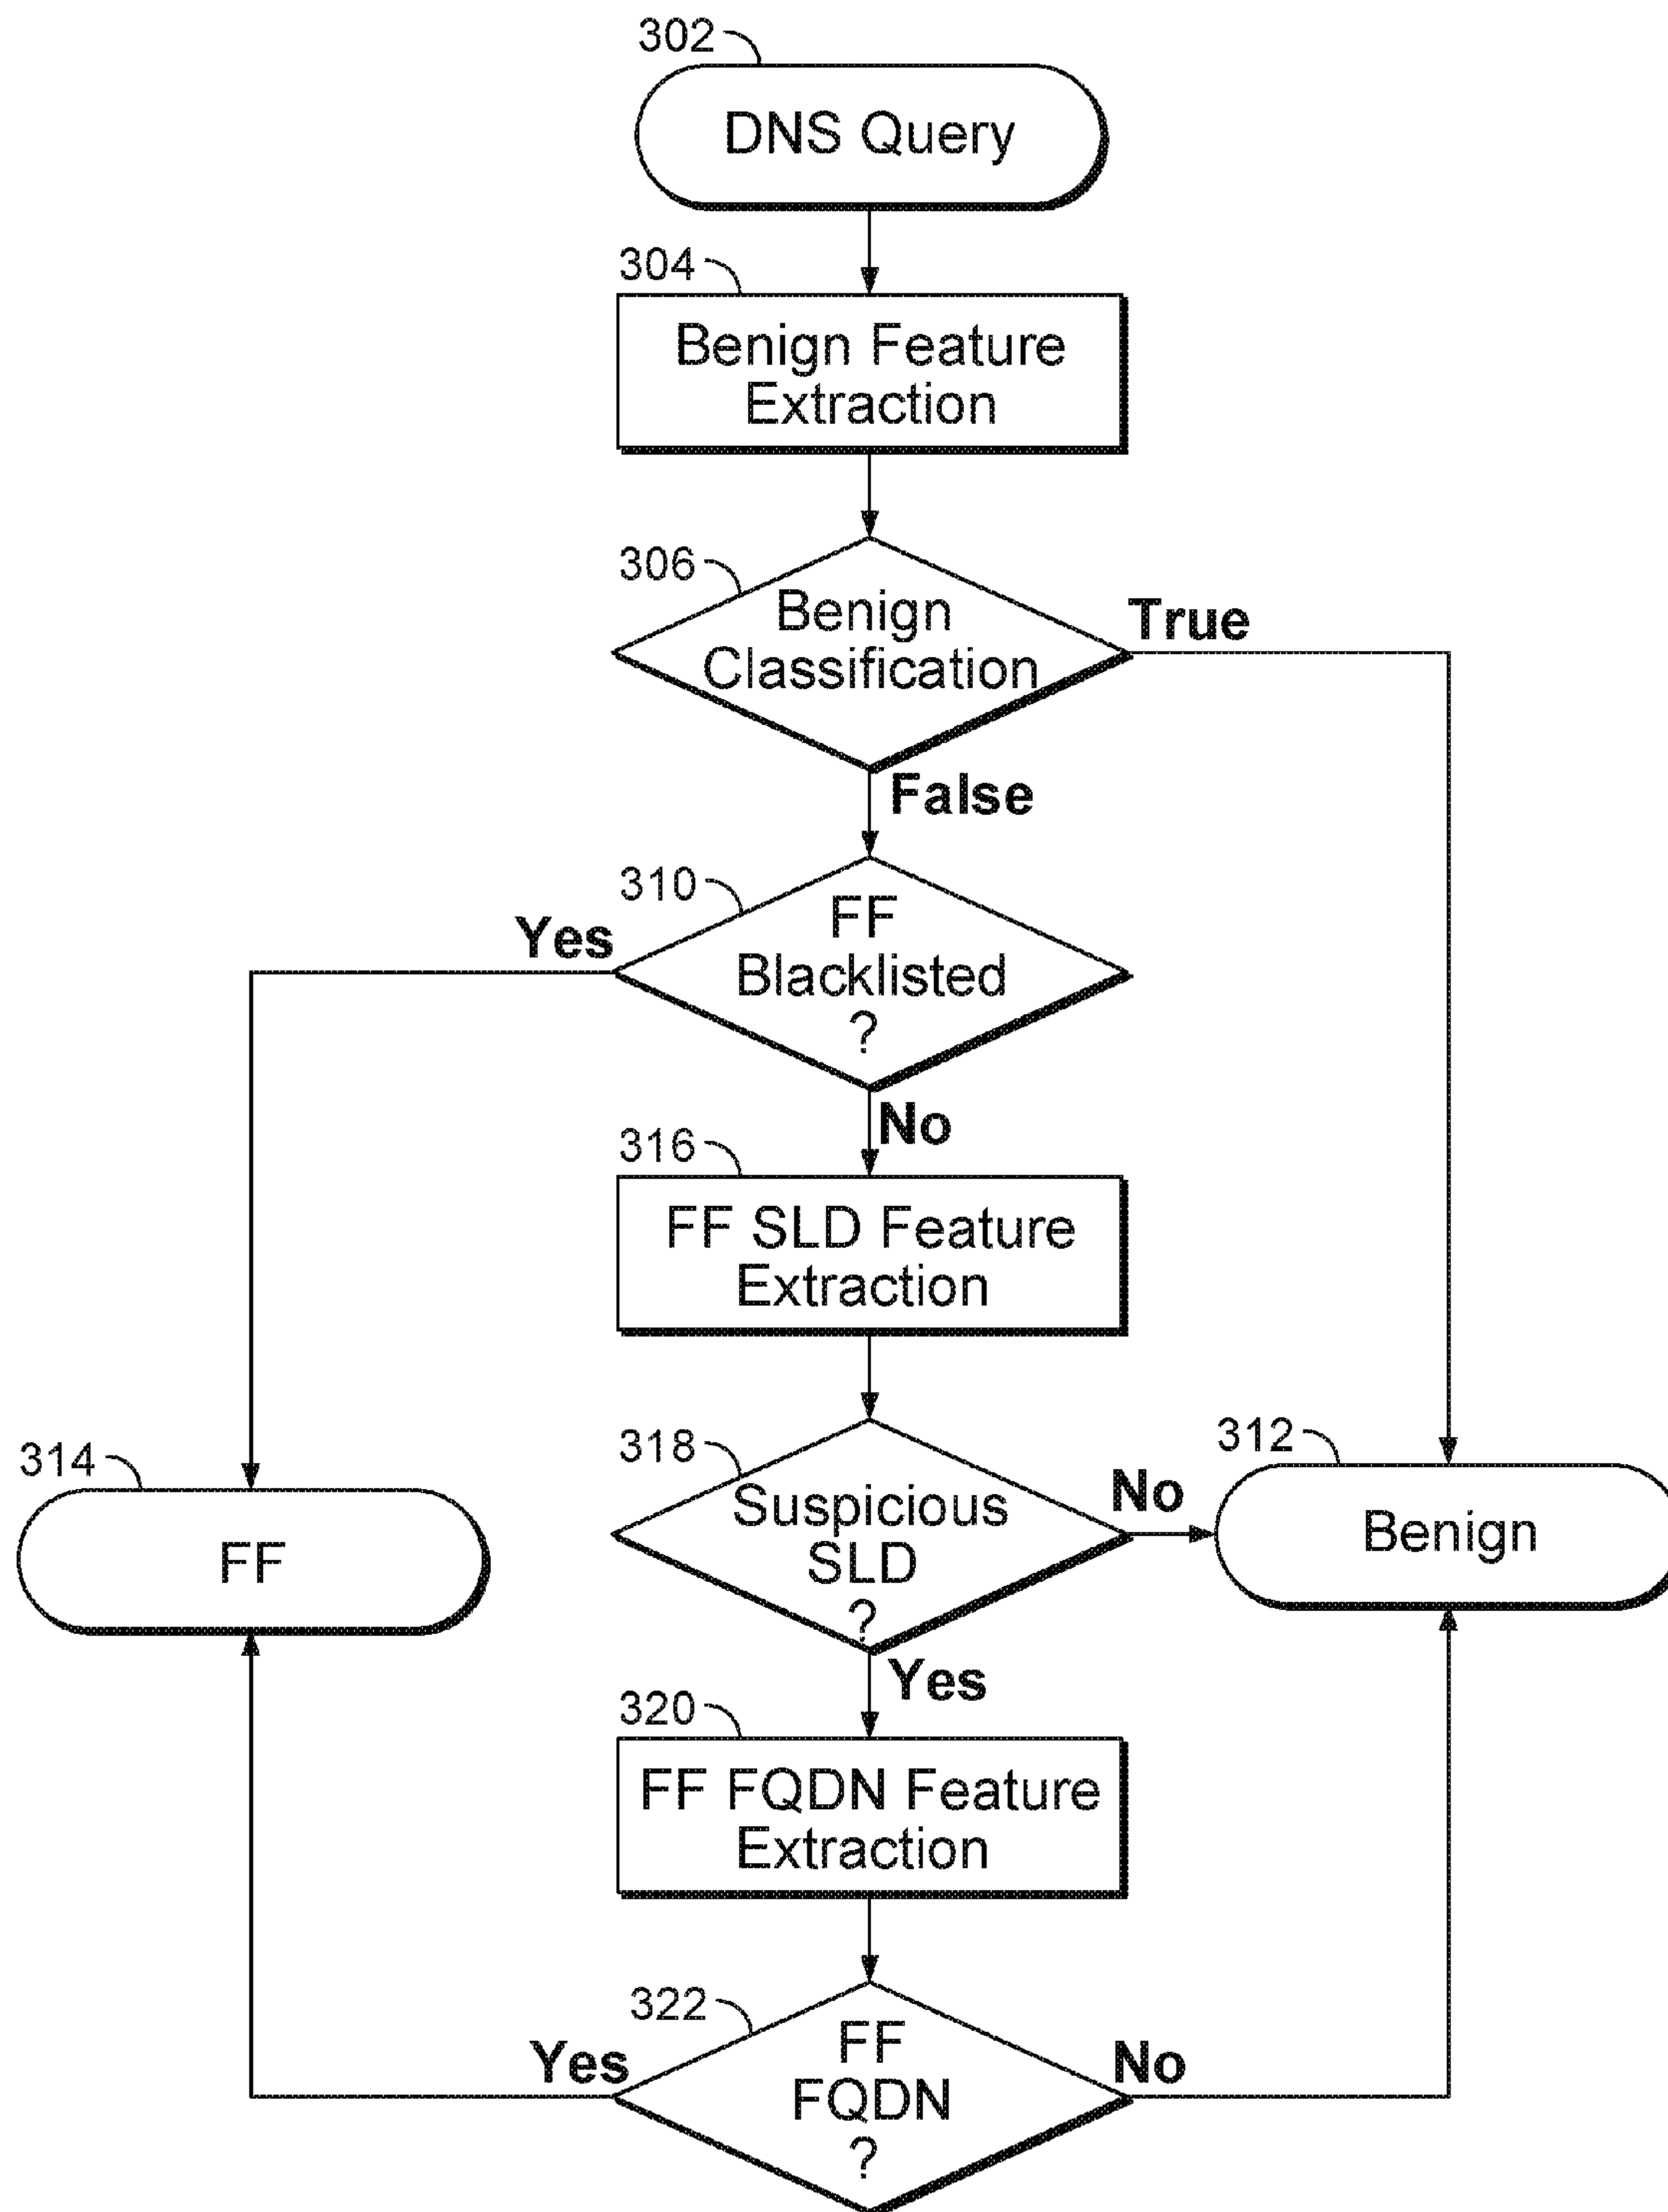 302
DNS Query
304
Benign Feature
Extraction
306
Benign
Classification
True
False
310
FF
Blacklisted
?
Yes
No
316
FF SLD Feature
Extraction
314
FF
318
Suspicious
SLD
?
No
312
Benign
Yes
320
FF FQDN Feature
Extraction
322
FF
FQDN
?
Yes
No